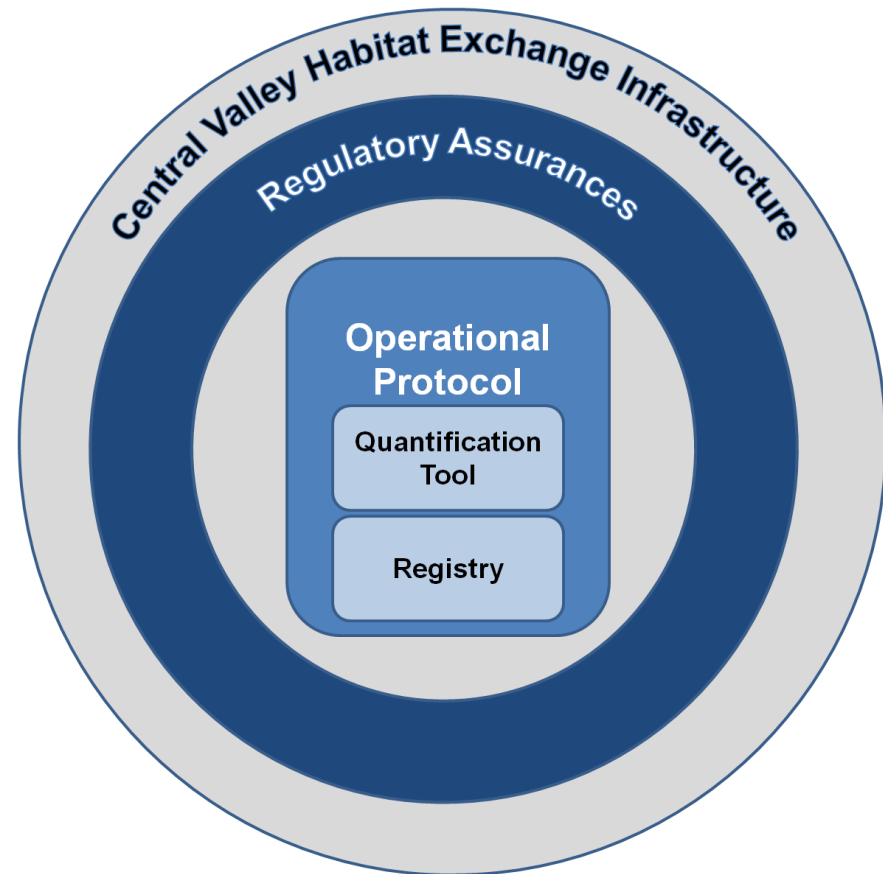 Central Valley Habitat Exchange Infrastructure
Regulatory Assurances
Operational
Protocol
Quantification
Tool
Registry